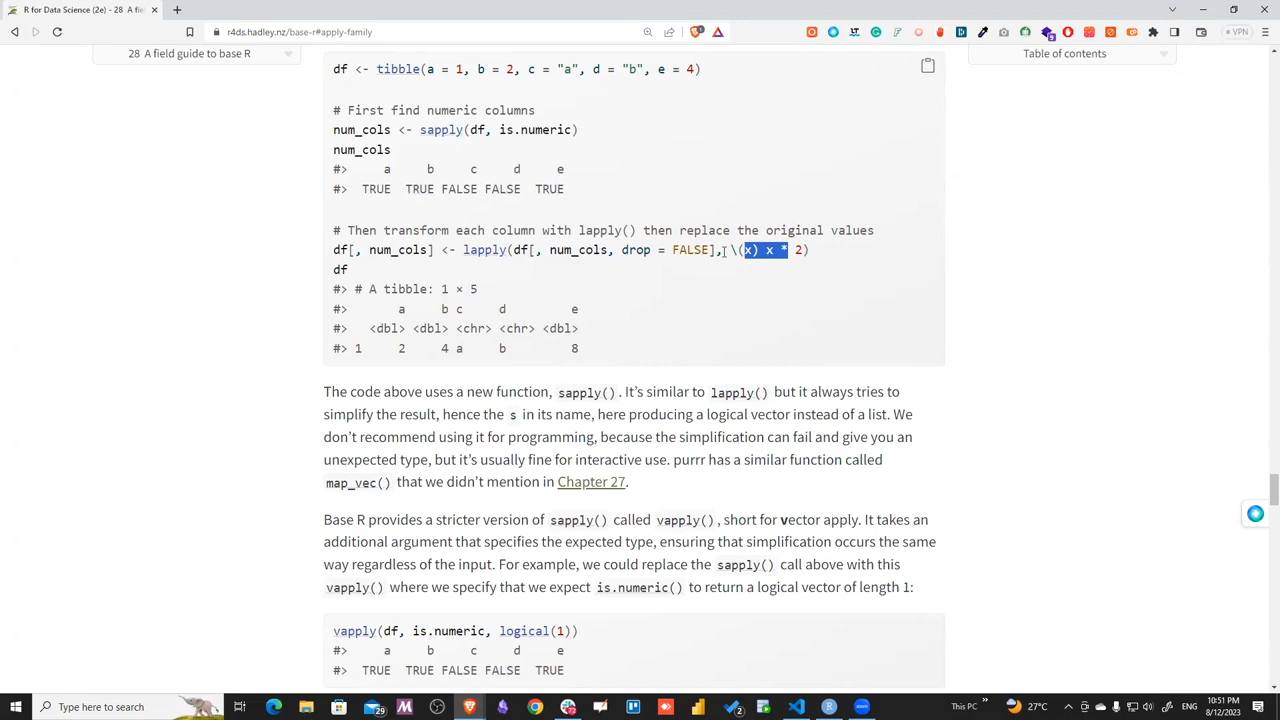 R for Data Science (2e) - 28 A fiel
r4ds.hadley.nz/base-r#apply-family
VPN
28 A field guide to base R
Table of contents
df <- tibble(a = 1, b = 2, c = "a", d = "b", e = 4)
# First find numeric columns
num_cols <- sapply(df, is.numeric)
num_cols
#> a b c d e
#> TRUE TRUE FALSE FALSE TRUE
# Then transform each column with lapply() then replace the original values
df[, num_cols] <- lapply(df[, num_cols, drop = FALSE], \(x) x * 2)
df
#> # A tibble: 1 × 5
#> a b c d e
#> <dbl> <dbl> <chr> <chr> <dbl>
#> 1 2 4 a b 8
The code above uses a new function, sapply(). It’s similar to lapply() but it always tries to
simplify the result, hence the s in its name, here producing a logical vector instead of a list. We
don’t recommend using it for programming, because the simplification can fail and give you an
unexpected type, but it’s usually fine for interactive use. purrr has a similar function called
map_vec() that we didn’t mention in Chapter 27.
Base R provides a stricter version of sapply() called vapply(), short for vector apply. It takes an
additional argument that specifies the expected type, ensuring that simplification occurs the same
way regardless of the input. For example, we could replace the sapply() call above with this
vapply() where we specify that we expect is.numeric() to return a logical vector of length 1:
vapply(df, is.numeric, logical(1))
#> a b c d e
#> TRUE TRUE FALSE FALSE TRUE
Type here to search
This PC
27°C
10:51 PM
8/12/2023